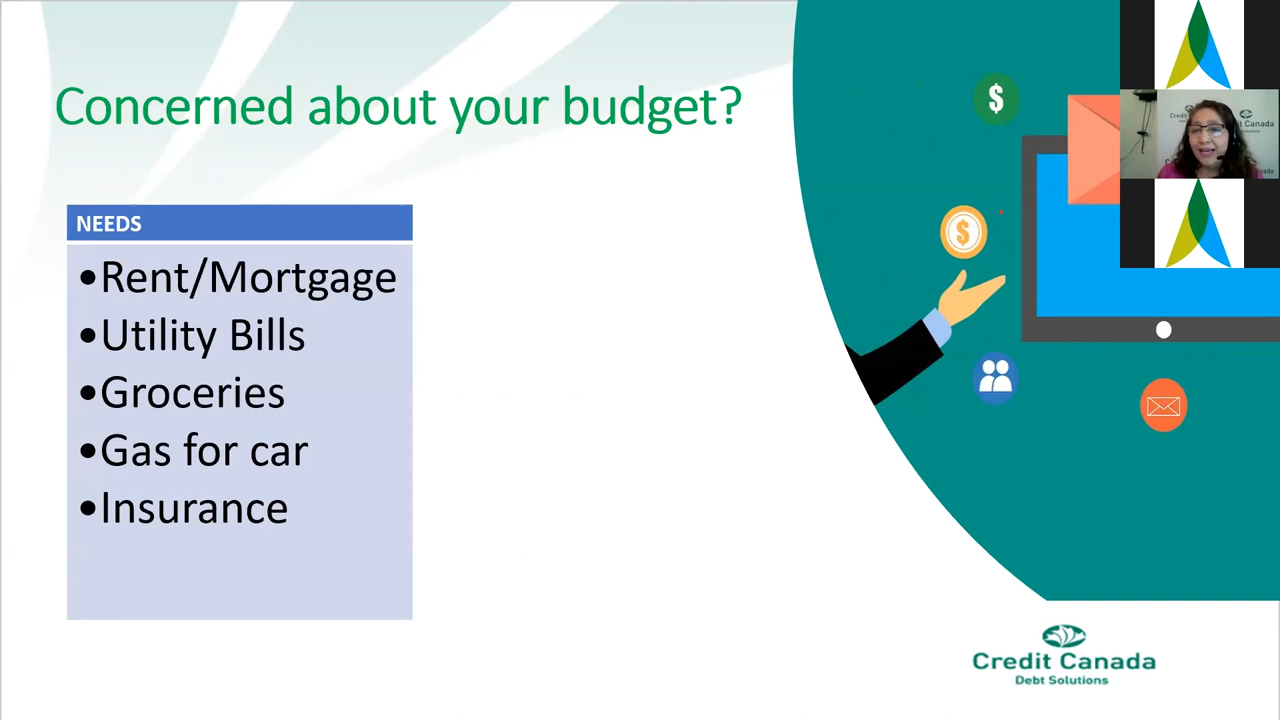 Concerned about your budget?
NEEDS
•Rent/Mortgage
•Utility Bills
•Groceries
•Gas for car
•Insurance
$
$
Credit Canada
Debt Solutions